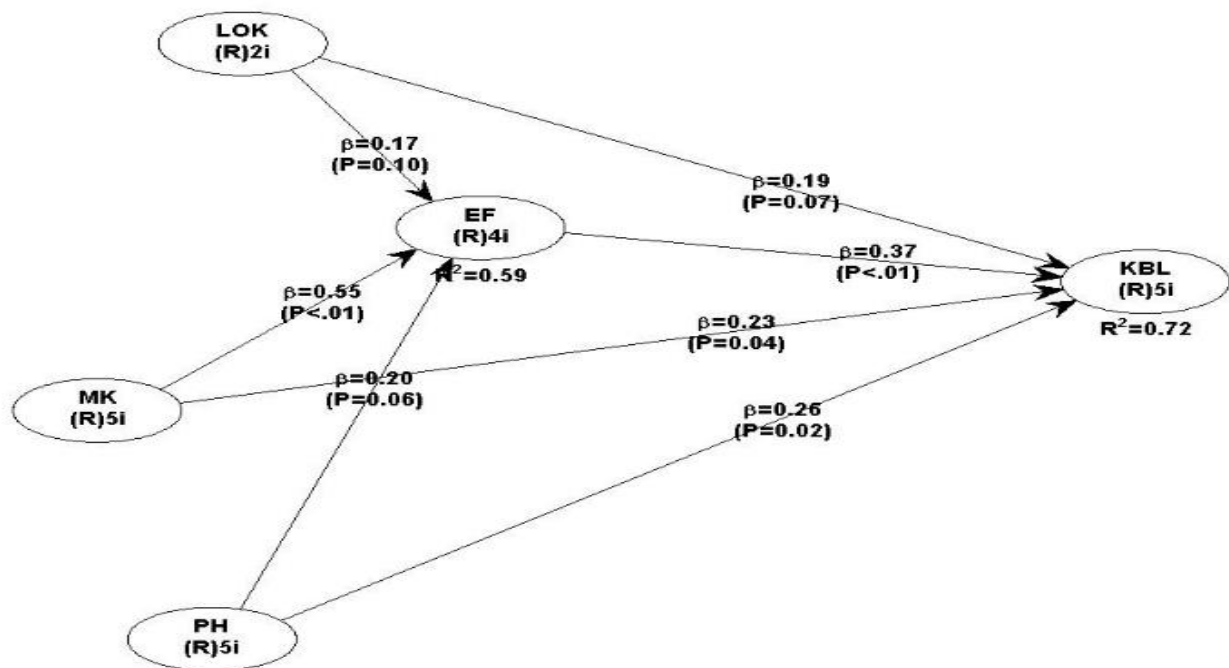 LOK
(R)2i
β=0.17
(P=0.10)
β=0.19
(P=0.07)
EF
(R)4i
R²=0.59
β=0.37
(P<.01)
KBL
(R)5i
R²=0.72
β=0.55
(P<.01)
β=0.23
(P=0.04)
MK
(R)5i
β=0.20
(P=0.06)
β=0.26
(P=0.02)
PH
(R)5i